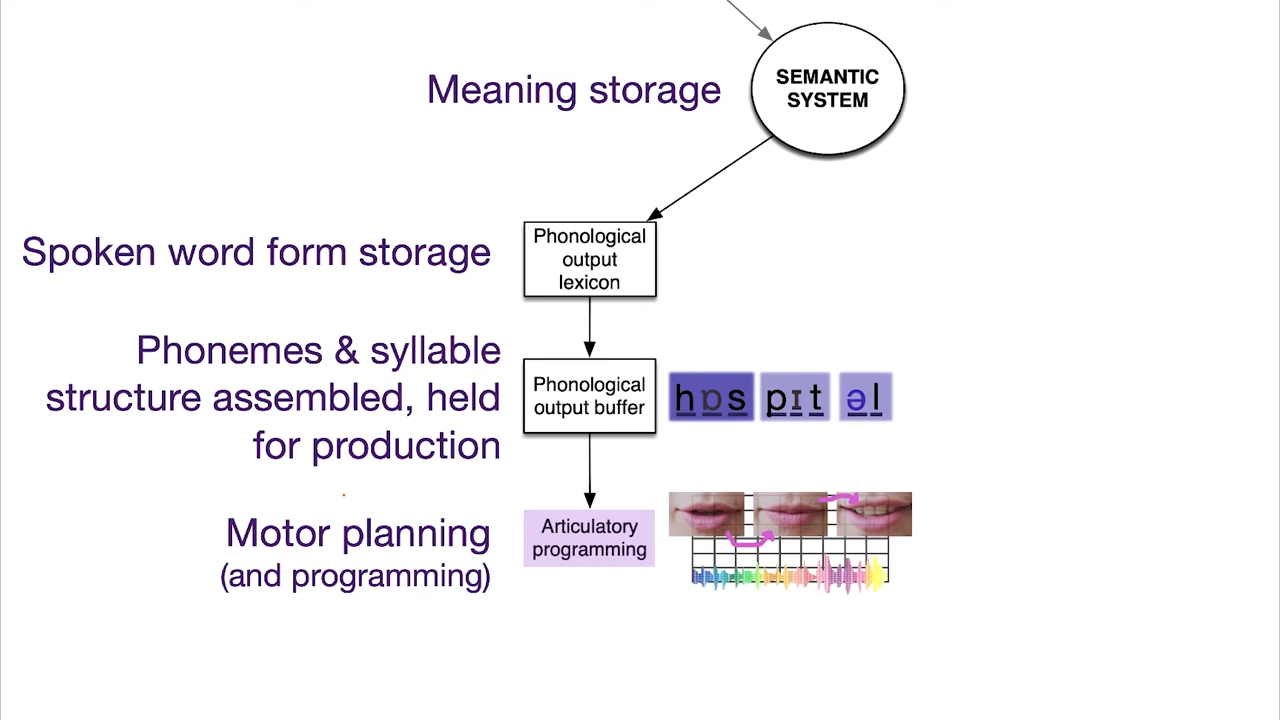 Meaning storage
SEMANTIC
SYSTEM
Spoken word form storage
Phonological
output
lexicon
Phonemes & syllable
structure assembled, held
for production
Phonological
output buffer
hɒs pɪt əl
Motor planning
(and programming)
Articulatory
programming